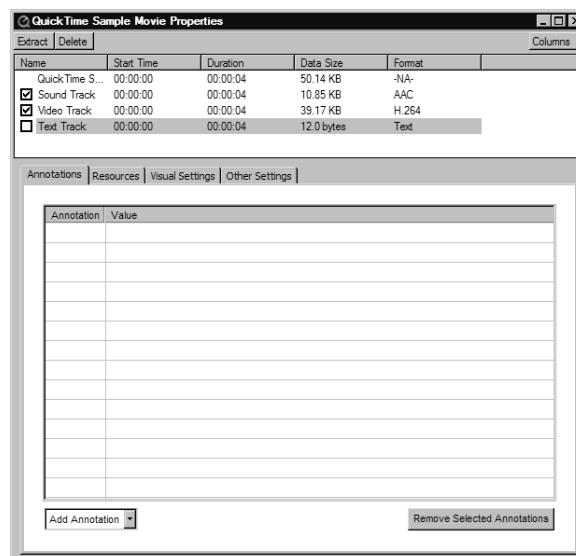 QuickTime Sample Movie Properties
Extract Delete Columns
Name Start Time Duration Data Size Format
QuickTime S... 00:00:00 00:00:04 50.14 KB -NA-
Sound Track 00:00:00 00:00:04 10.85 KB AAC
Video Track 00:00:00 00:00:04 39.17 KB H.264
Text Track 00:00:00 00:00:04 12.0 bytes Text
Annotations Resources Visual Settings Other Settings
Annotation Value
Add Annotation Remove Selected Annotations